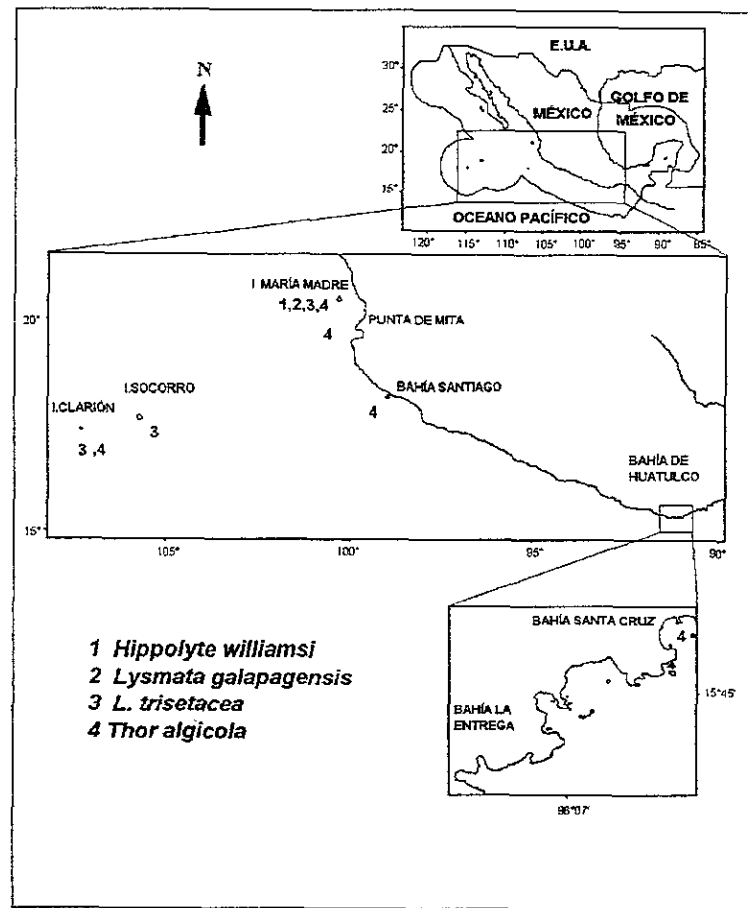 N
E.U.A.
GOLFO DE
MÉXICO
MÉXICO
OCEANO PACÍFICO
30°
25°
20°
15°
120°
115°
110°
105°
100°
95°
90°
85°
I. MARÍA MADRE
1,2,3,4
PUNTA DE MITA
4
BAHÍA SANTIAGO
4
I.SOCORRO
3
I.CLARIÓN
3 ,4
BAHÍA DE
HUATULCO
20°
15°
105°
100°
95°
90°
BAHÍA SANTA CRUZ
4
BAHÍA LA
ENTREGA
15°45'
96°07'
1 Hippolyte williamsi
2 Lysmata galapagensis
3 L. trisetacea
4 Thor algicola